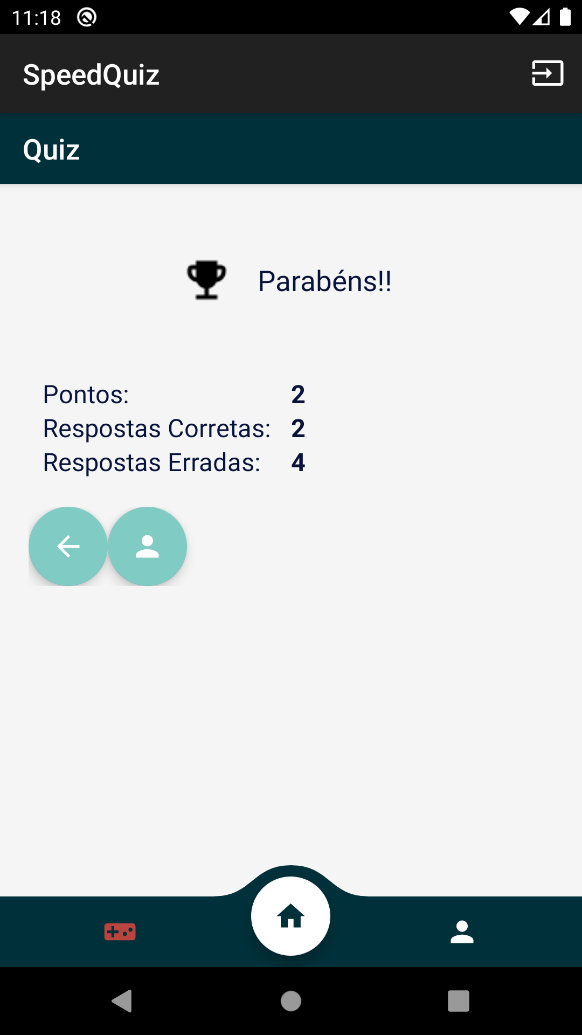 11:18
SpeedQuiz
Quiz
Parabéns!!
Pontos: 2
Respostas Corretas: 2
Respostas Erradas: 4